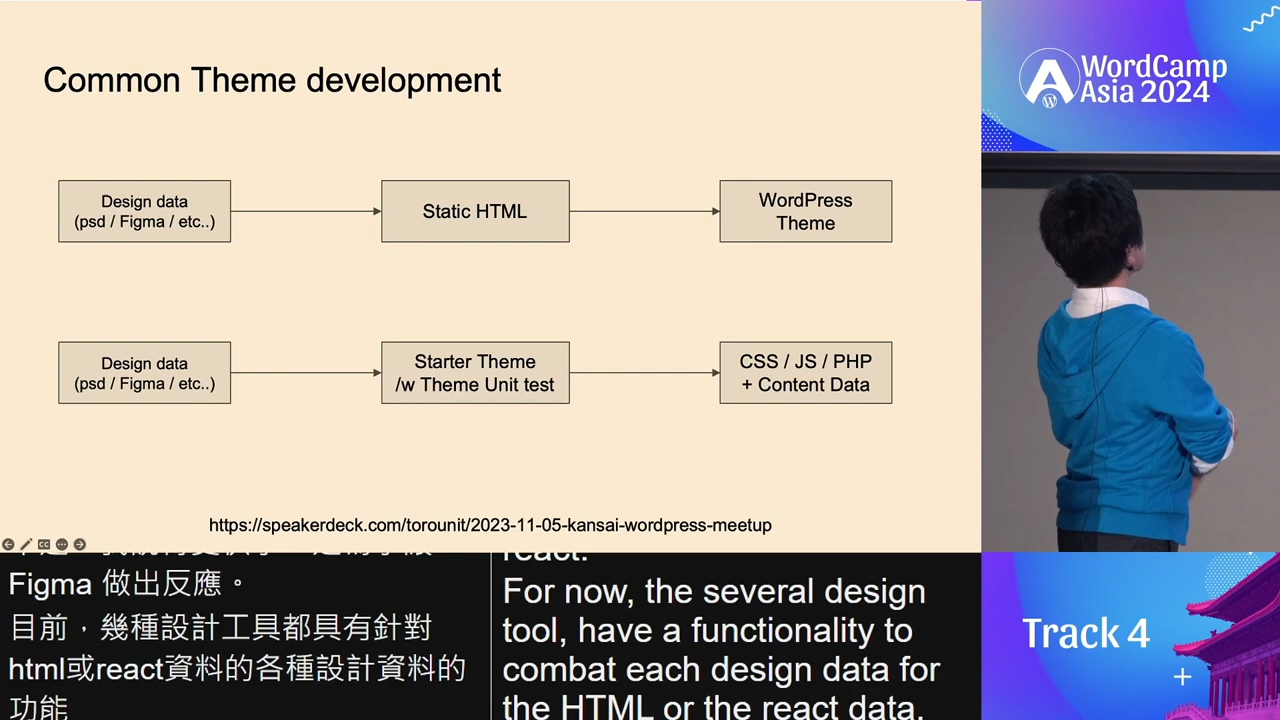 Common Theme development
Design data
(psd / Figma / etc..)
Static HTML
WordPress
Theme
Design data
(psd / Figma / etc..)
Starter Theme
/w Theme Unit test
CSS / JS / PHP
+ Content Data
https://speakerdeck.com/torounit/2023-11-05-kansai-wordpress-meetup
Figma 做出反應。
目前，幾種設計工具都具有針對
html或react資料的各種設計資料的
功能
react.
For now, the several design
tool, have a functionality to
combat each design data for
the HTML or the react data.
WordCamp
Asia 2024
Track 4